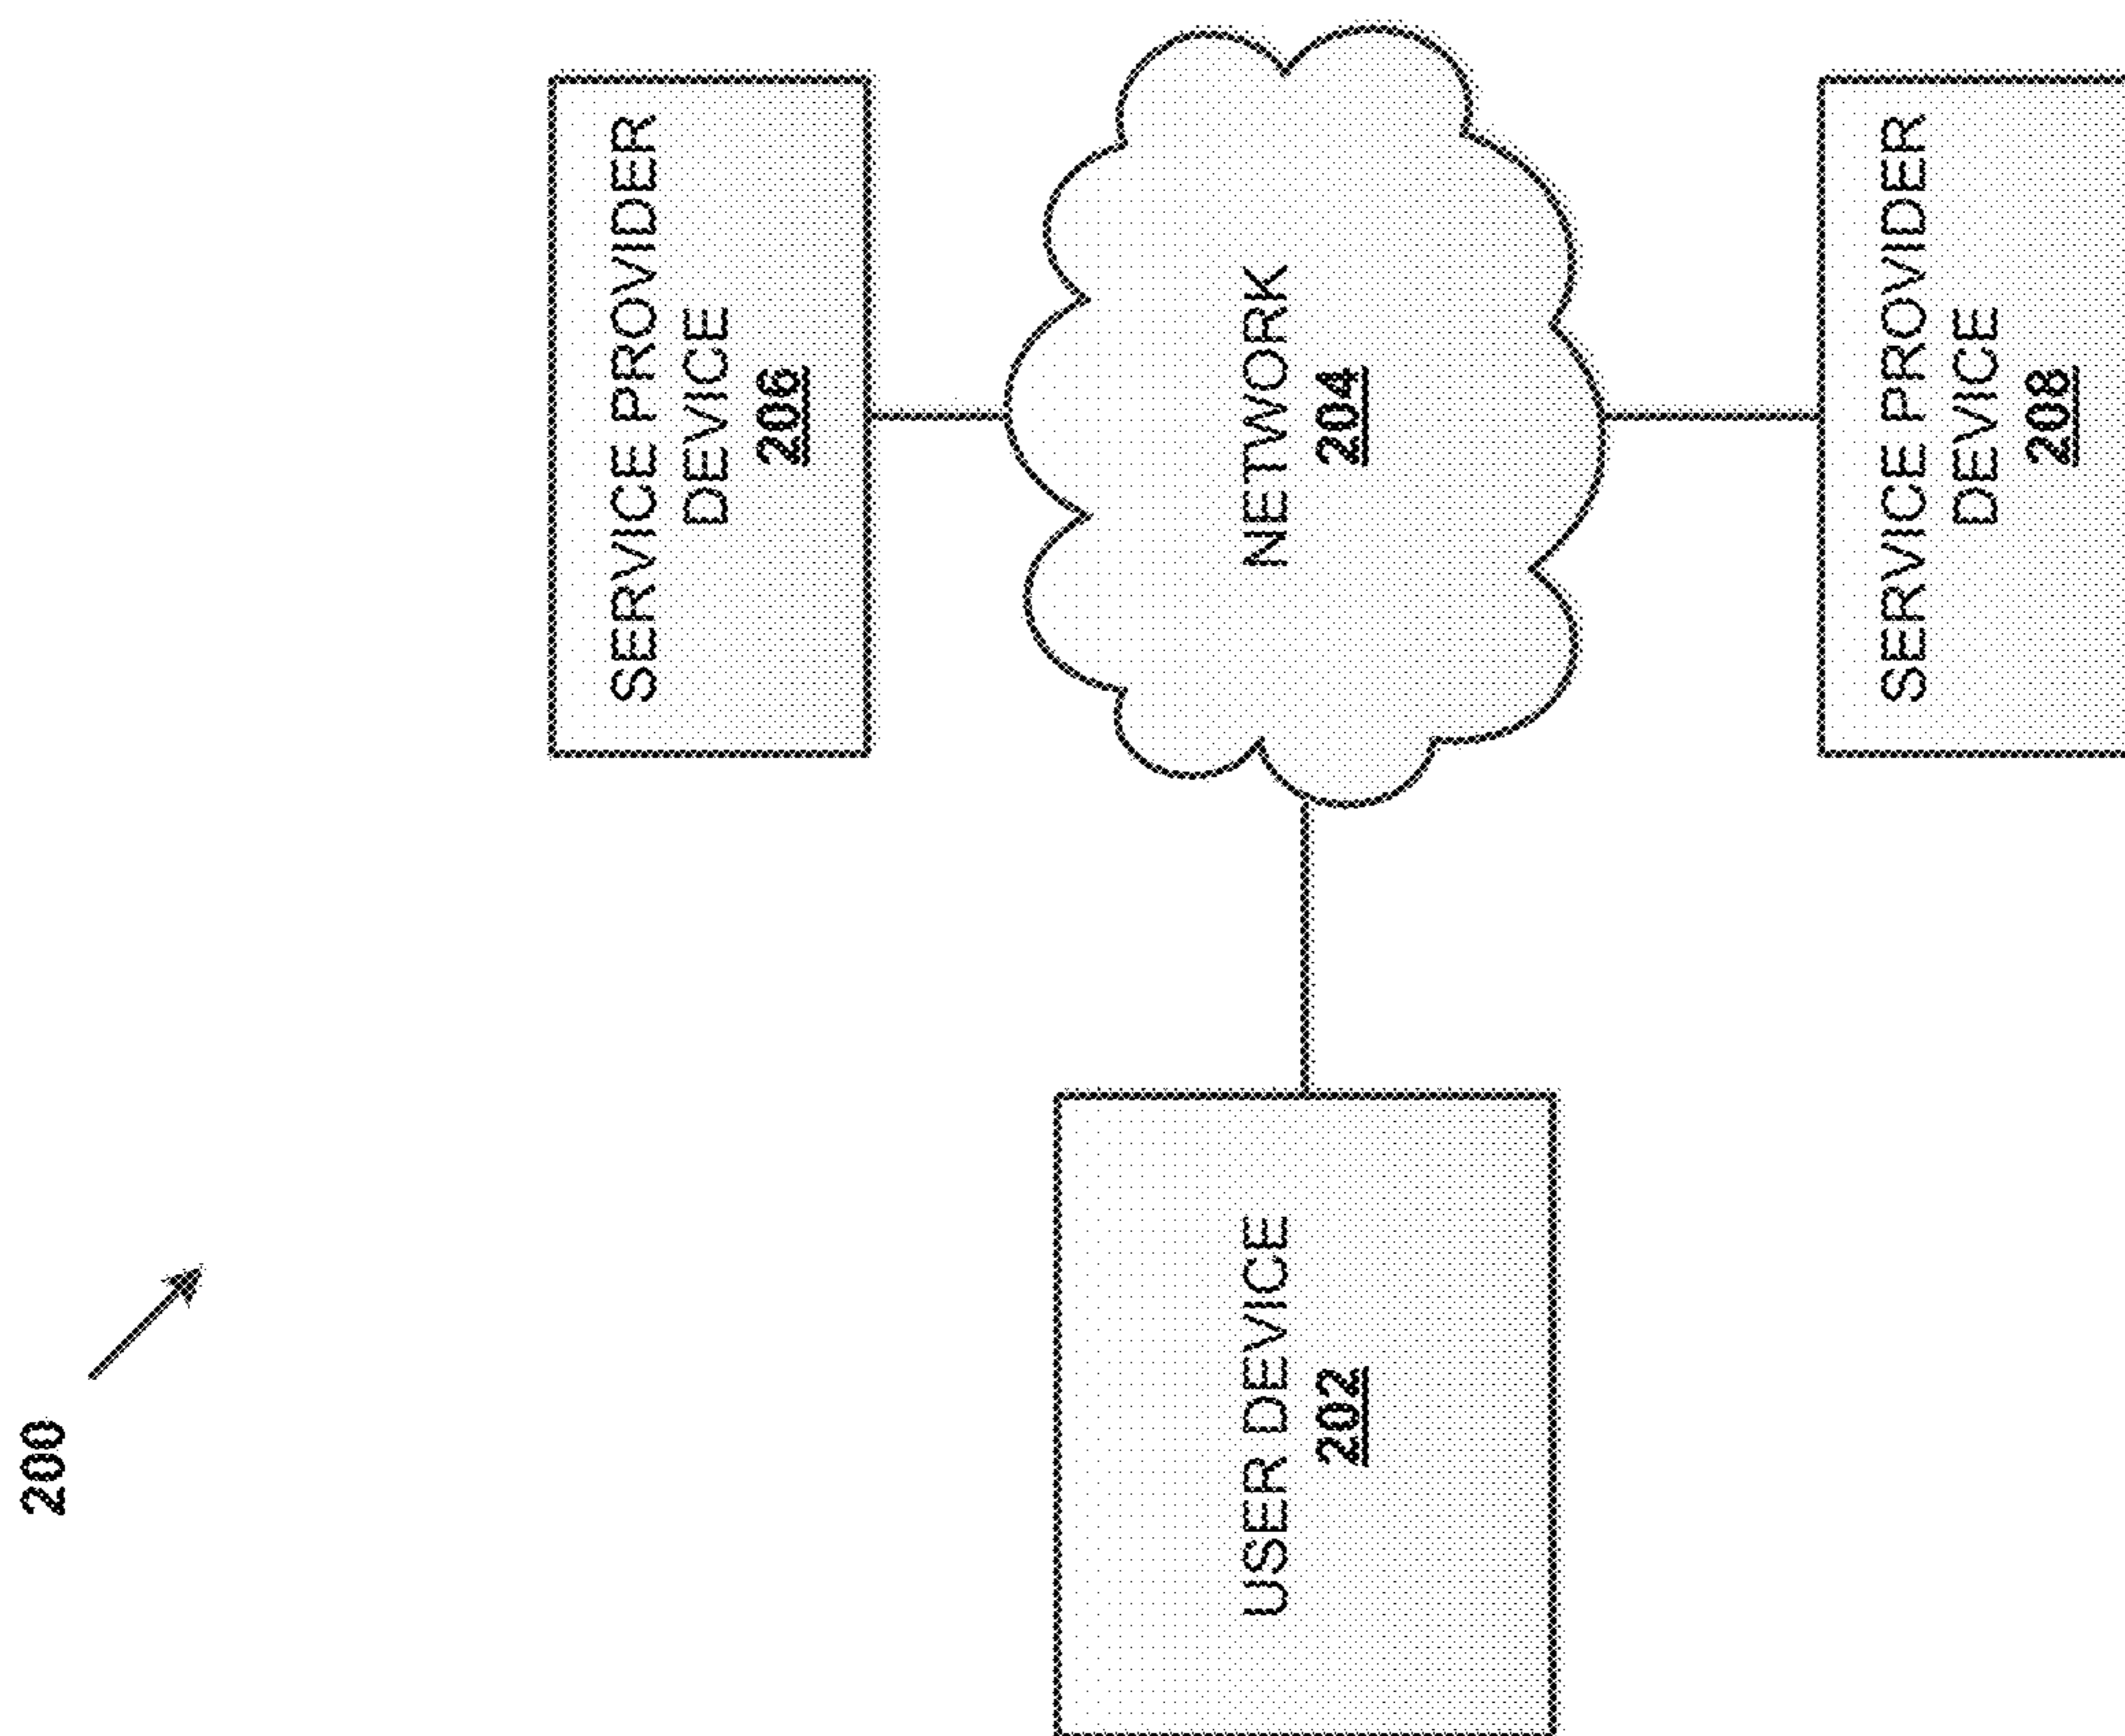 200
SERVICE PROVIDER
DEVICE
206
USER DEVICE
202
NETWORK
204
SERVICE PROVIDER
DEVICE
208